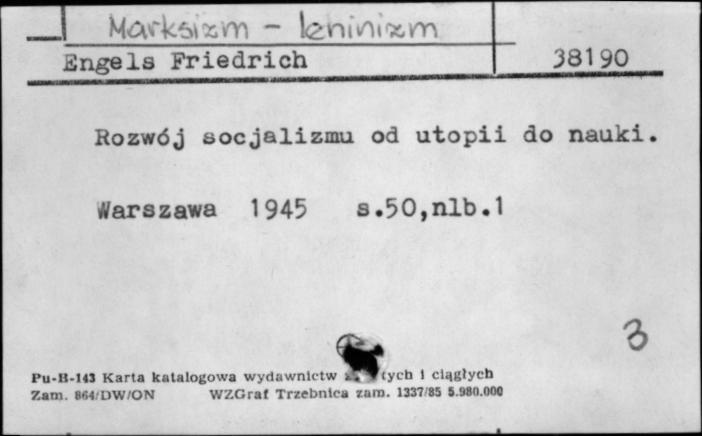 Marksizm - leninizm
Engels Friedrich 38190
Rozwój socjalizmu od utopii do nauki.
Warszawa 1945 s.50,nlb.1
3
Pu-B-143 Karta katalogowa wydawnictw i ciągłych
Zam. 864/DW/ON WZGraf Trzebnica zam. 1337/85 5.980.000